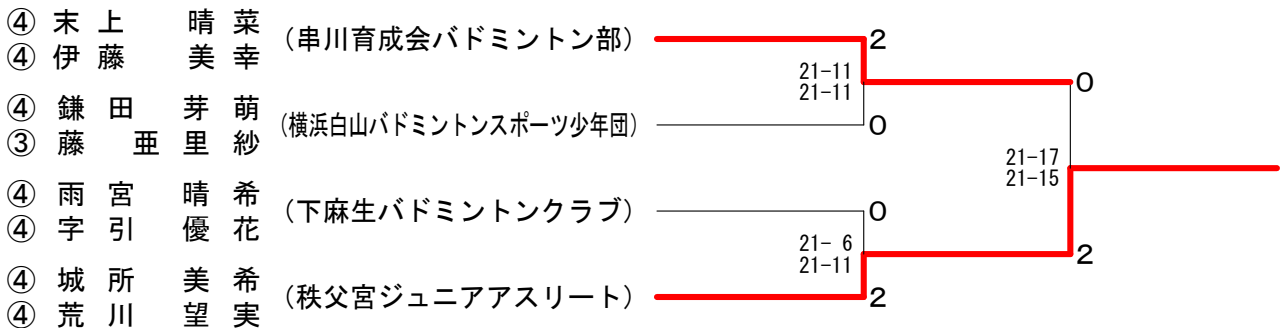 ④ 末上 晴菜
④ 伊藤 美幸
(串川育成会バドミントン部)
2
21-11
21-11
0
④ 鎌田 芽萌
③ 藤 亜里紗
(横浜白山バドミントンスポーツ少年団)
0
21-17
21-15
④ 雨宮 晴希
④ 字引 優花
(下麻生バドミントンクラブ)
0
21- 6
21-11
2
④ 城所 美希
④ 荒川 望実
(秩父宮ジュニアアスリート)
2